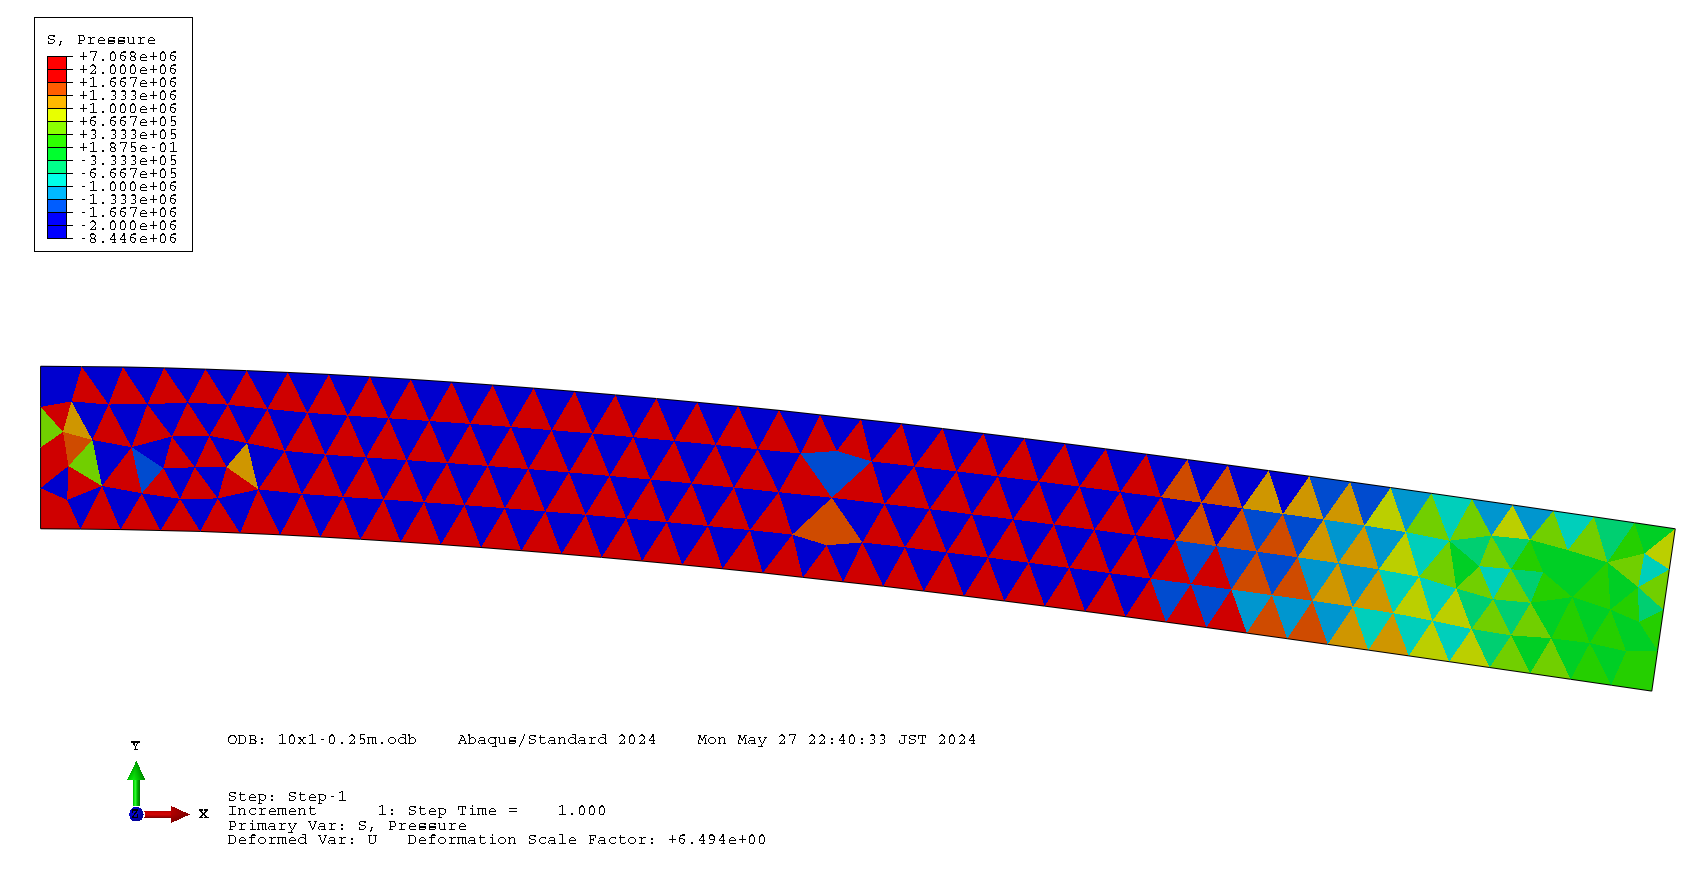 S, Pressure
+7.068e+06
+2.000e+06
+1.667e+06
+1.333e+06
+1.000e+06
+6.667e+05
+3.333e+05
+1.875e-01
-3.333e+05
-6.667e+05
-1.000e+06
-1.333e+06
-1.667e+06
-2.000e+06
-8.446e+06
Y
ODB: 10x1-0.25m.odb    Abaqus/Standard 2024    Mon May 27 22:40:33 JST 2024
X
Step: Step-1
Increment      1: Step Time =    1.000
Primary Var: S, Pressure
Deformed Var: U   Deformation Scale Factor: +6.494e+00